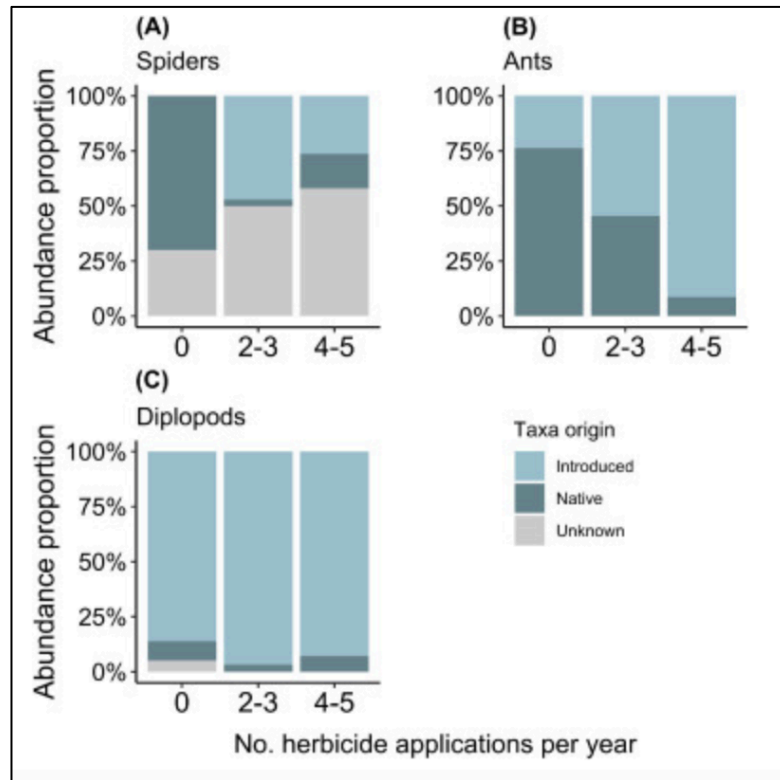 (A)
Spiders
Abundance proportion
100%
75%
50%
25%
0%
0 2-3 4-5
(B)
Ants
100%
75%
50%
25%
0%
0 2-3 4-5
(C)
Diplopods
Abundance proportion
100%
75%
50%
25%
0%
0 2-3 4-5
Taxa origin
Introduced
Native
Unknown
No. herbicide applications per year